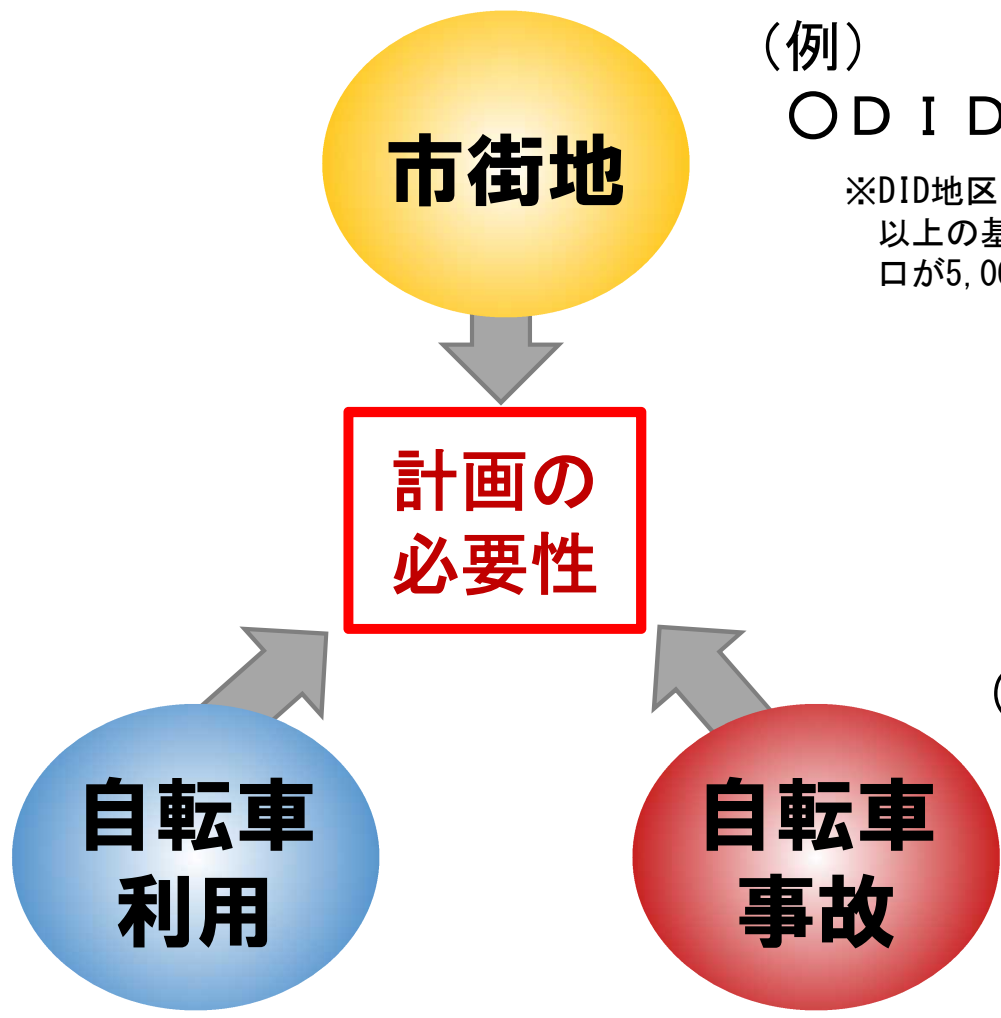 市街地
（例）
○ＤＩＤ
※DID地区
以上の基
口が5,00
計画の
必要性
自転車
利用
（
自転車
事故